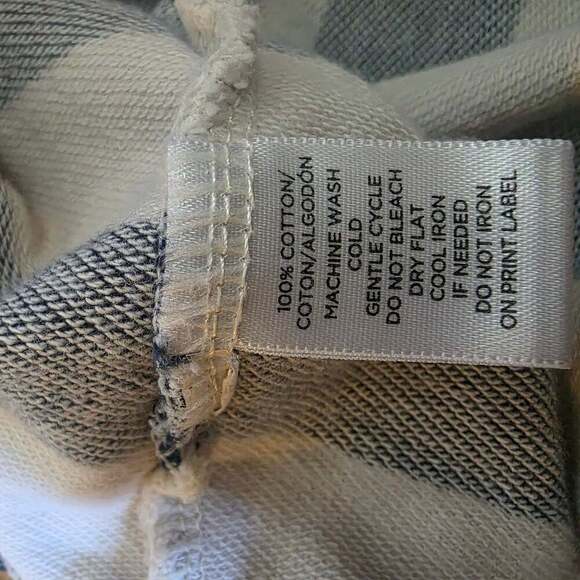 100% COTTON/
COTON/ALGODÓN
MACHINE WASH
COLD
GENTLE CYCLE
DO NOT BLEACH
DRY FLAT
COOL IRON
IF NEEDED
DO NOT IRON
ON PRINT LABEL